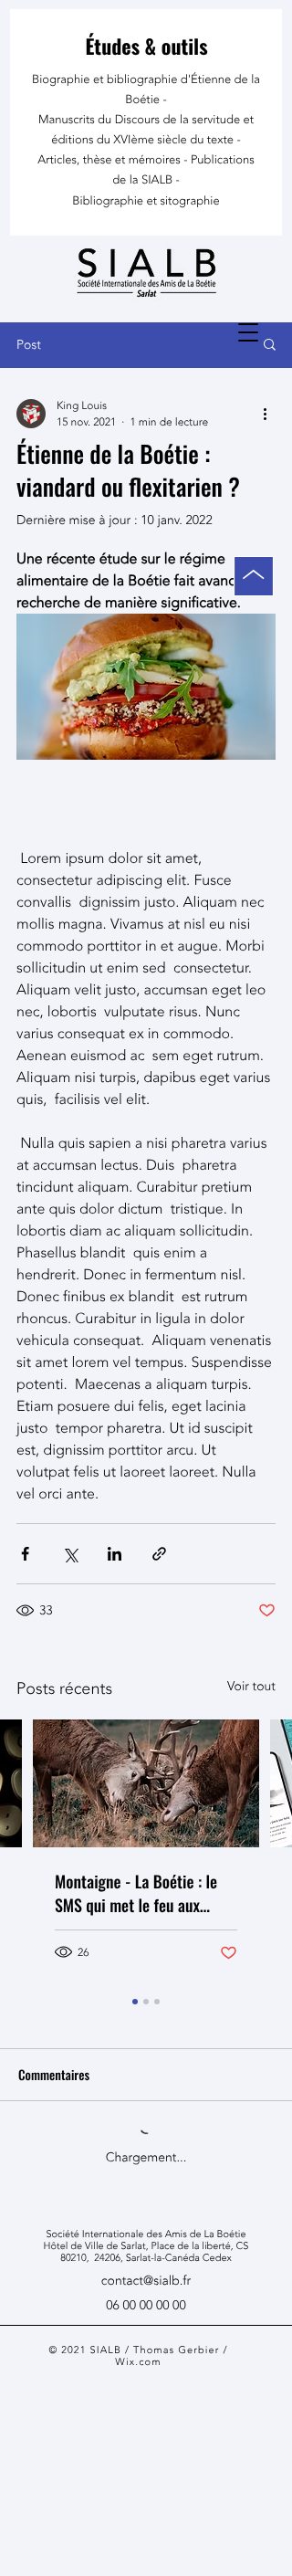 Études & outils
Biographie et bibliographie d'Étienne de la
Boétie -
Manuscrits du Discours de la servitude et
éditions du XVIème siècle du texte -
Articles, thèse et mémoires - Publications
de la SIALB -
Bibliographie et sitographie
SIALB
Société Internationale des Amis de La Boétie
Sarlat
Post
King Louis
15 nov. 2021 · 1 min de lecture
Étienne de la Boétie :
viandard ou flexitarien ?
Dernière mise à jour : 10 janv. 2022
Une récente étude sur le régime
alimentaire de la Boétie fait avanc
recherche de manière significative.
Lorem ipsum dolor sit amet,
consectetur adipiscing elit. Fusce
convallis  dignissim justo. Aliquam nec
mollis magna. Vivamus at nisl eu nisi
commodo porttitor in et augue. Morbi
sollicitudin ut enim sed  consectetur.
Aliquam velit justo, accumsan eget leo
nec, lobortis  vulputate risus. Nunc
varius consequat ex in commodo.
Aenean euismod ac  sem eget rutrum.
Aliquam nisi turpis, dapibus eget varius
quis,  facilisis vel elit.
Nulla quis sapien a nisi pharetra varius
at accumsan lectus. Duis  pharetra
tincidunt aliquam. Curabitur pretium
ante quis dolor dictum  tristique. In
lobortis diam ac aliquam sollicitudin.
Phasellus blandit  quis enim a
hendrerit. Donec in fermentum nisl.
Donec finibus ex blandit  est rutrum
rhoncus. Curabitur in ligula in dolor
vehicula consequat.  Aliquam venenatis
sit amet lorem vel tempus. Suspendisse
potenti.  Maecenas a aliquam turpis.
Etiam posuere dui felis, eget lacinia
justo  tempor pharetra. Ut id suscipit
est, dignissim porttitor arcu. Ut
volutpat felis ut laoreet laoreet. Nulla
vel orci ante.
33
Posts récents
Voir tout
Montaigne - La Boétie : le
SMS qui met le feu aux...
26
Commentaires
Chargement...
Société Internationale des Amis de La Boétie
Hôtel de Ville de Sarlat, Place de la liberté, CS
80210,  24206, Sarlat-la-Canéda Cedex
contact@sialb.fr
06 00 00 00 00
© 2021 SIALB / Thomas Gerbier /
Wix.com